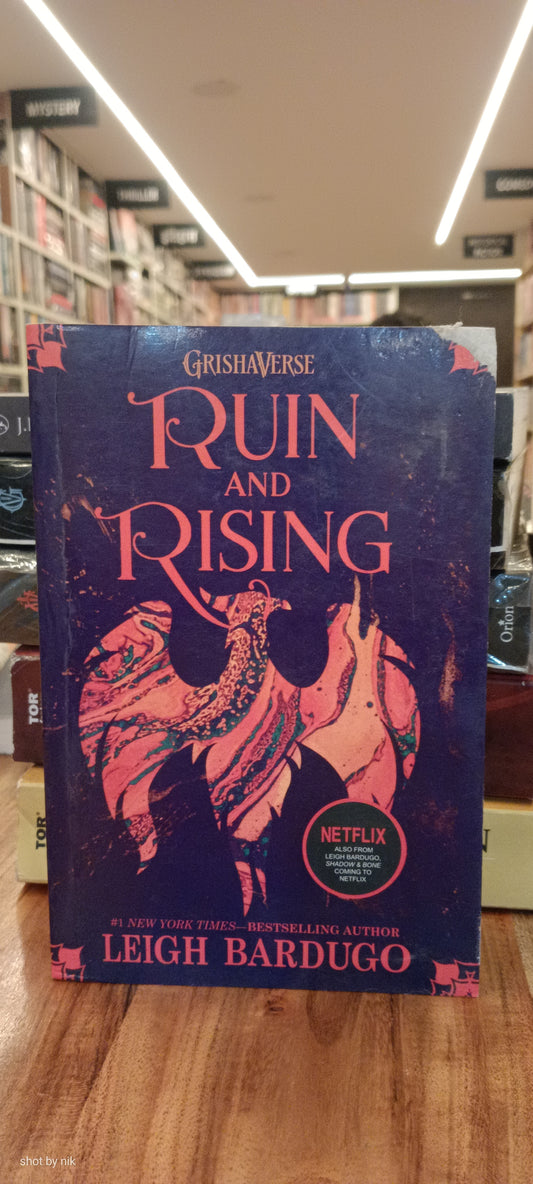 MYSTERY
THRILLER
GRISHAVERSE
RUIN
AND
RISING
NETFLIX
ALSO FROM
LEIGH BARDUGO,
SHADOW & BONE
COMING TO
NETFLIX
#1 NEW YORK TIMES—BESTSELLING AUTHOR
LEIGH BARDUGO
Orion
TOR
TOR
shot by nik